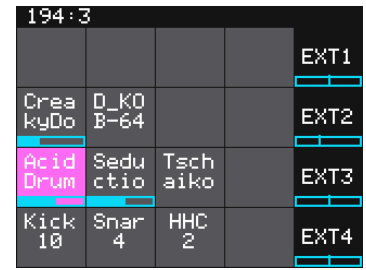 194:3
EXT1
Crea D_KO
kyDo B-64
EXT2
Acid Sedu Tsch
Drum ctio aiko
EXT3
Kick Snar HHC
10 4 2
EXT4